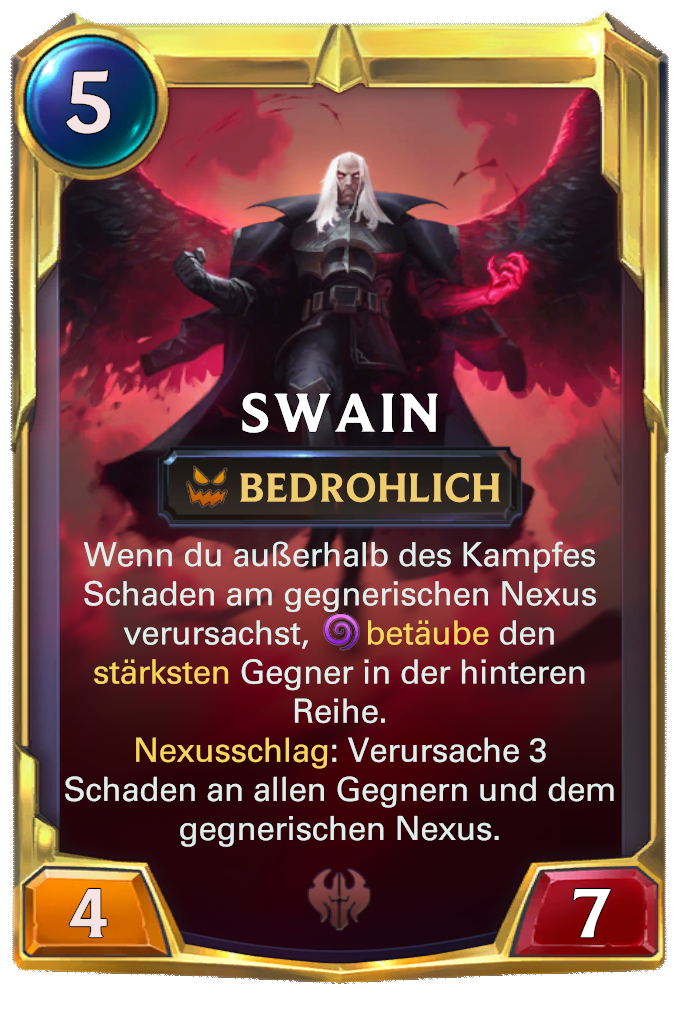 5
SWAIN
BEDROHLICH
Wenn du außerhalb des Kampfes
Schaden am gegnerischen Nexus
verursachst, betäube den
stärksten Gegner in der hinteren
Reihe.
Nexusschlag: Verursache 3
Schaden an allen Gegnern und dem
gegnerischen Nexus.
4
7